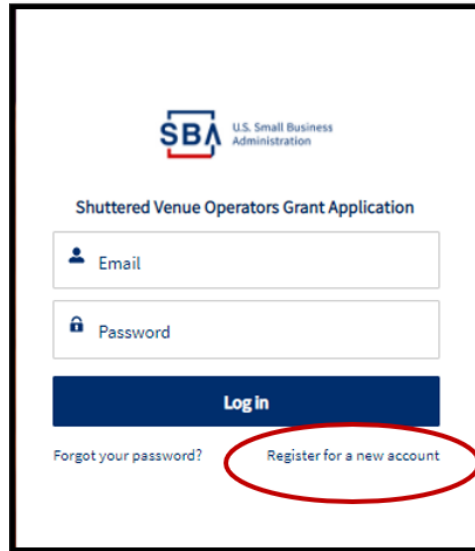 SBA U.S. Small Business
Administration
Shuttered Venue Operators Grant Application
Email
Password
Log in
Forgot your password? Register for a new account